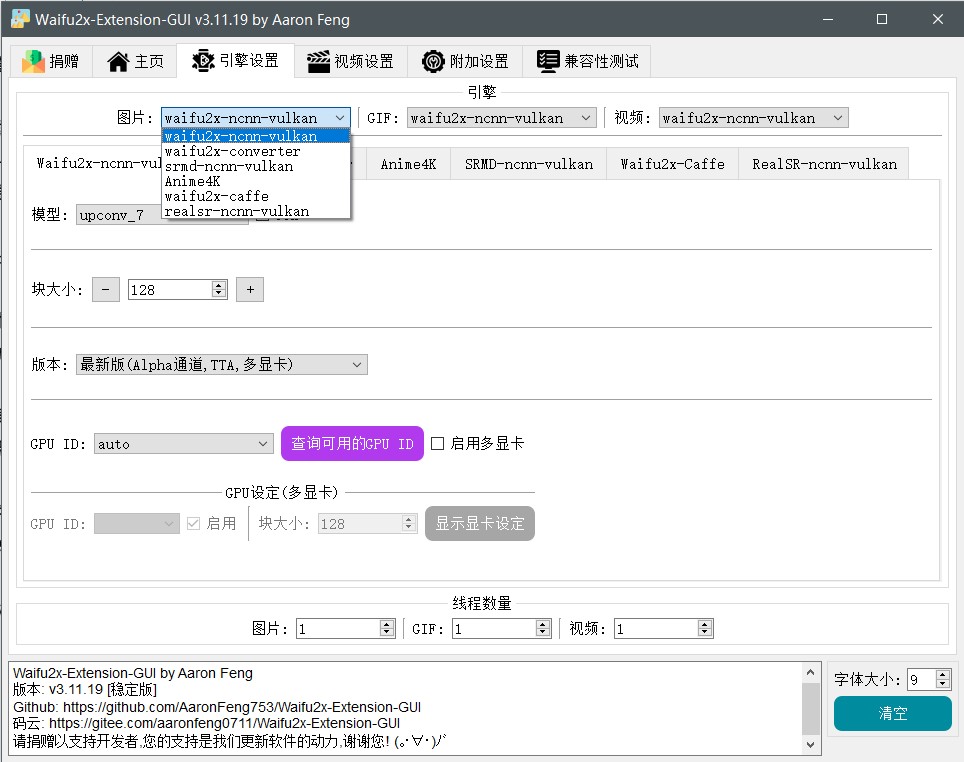 Waifu2x-Extension-GUI v3.11.19 by Aaron Feng
捐赠 主页 引擎设置 视频设置 附加设置 兼容性测试
引擎
图片: waifu2x-ncnn-vulkan GIF: waifu2x-ncnn-vulkan 视频: waifu2x-ncnn-vulkan
waifu2x-ncnn-vulkan
waifu2x-converter
srmd-ncnn-vulkan
Anime4K
waifu2x-caffe
realsr-ncnn-vulkan
Waifu2x-ncnn-vul Anime4K SRMD-ncnn-vulkan Waifu2x-Caffe RealSR-ncnn-vulkan
模型: upconv_7
块大小: - 128 +
版本: 最新版(Alpha通道,TTA,多显卡)
GPU ID: auto 查询可用的GPU ID 启用多显卡
GPU设定(多显卡)
GPU ID: 启用 块大小: 128 显示显卡设定
线程数量
图片: 1 GIF: 1 视频: 1
Waifu2x-Extension-GUI by Aaron Feng
版本: v3.11.19 [稳定版]
Github: https://github.com/AaronFeng753/Waifu2x-Extension-GUI
码云: https://gitee.com/aaronfeng0711/Waifu2x-Extension-GUI
请捐赠以支持开发者,您的支持是我们更新软件的动力,谢谢您! (｡･∀･)ﾉﾞ
字体大小: 9
清空